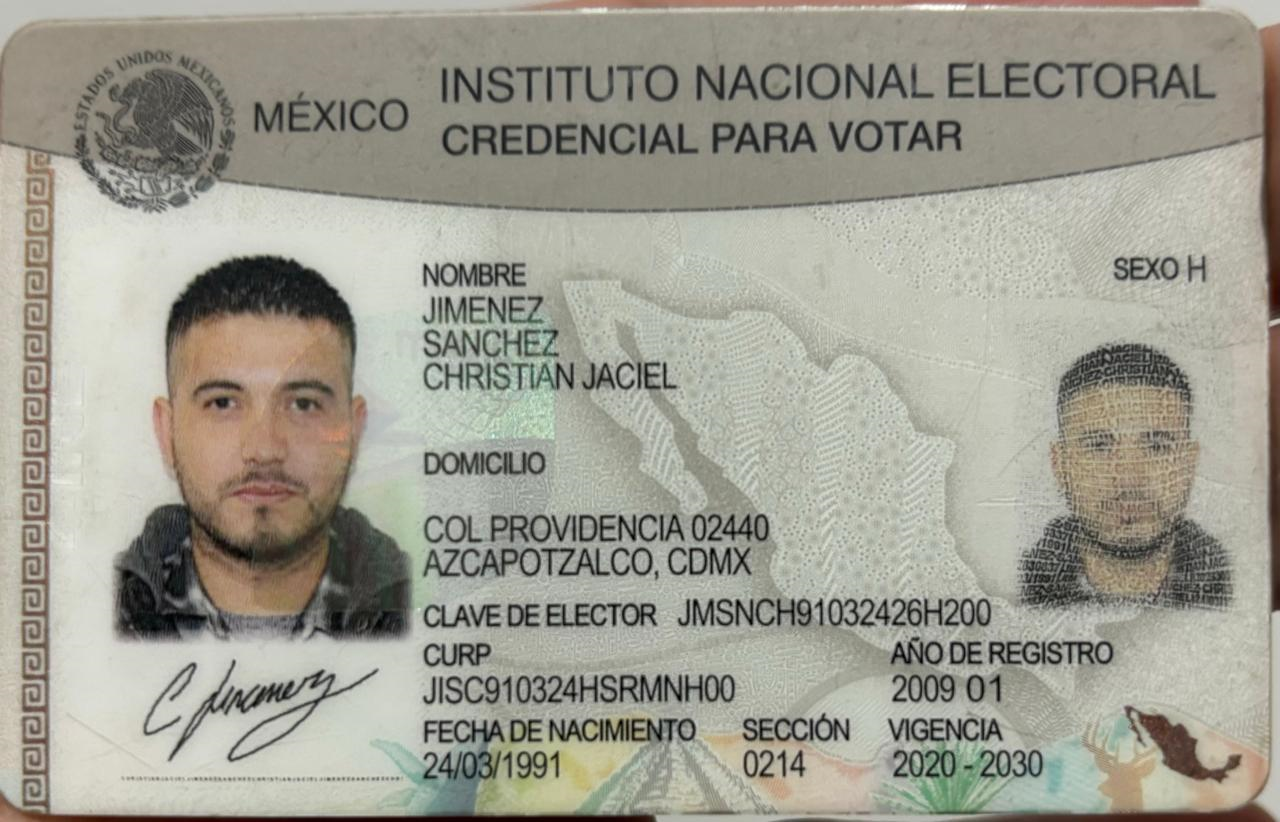 ESTADOS UNIDOS MEXICANOS
MÉXICO
INSTITUTO NACIONAL ELECTORAL
CREDENCIAL PARA VOTAR
NOMBRE
SEXO H
JIMENEZ
SANCHEZ
CHRISTIAN JACIEL
DOMICILIO
COL PROVIDENCIA 02440
AZCAPOTZALCO, CDMX
CLAVE DE ELECTOR JMSNCH91032426H200
CURP
AÑO DE REGISTRO
JISC910324HSRMNH00
2009 01
FECHA DE NACIMIENTO
SECCIÓN
VIGENCIA
24/03/1991
0214
2020 - 2030
C Jimenez